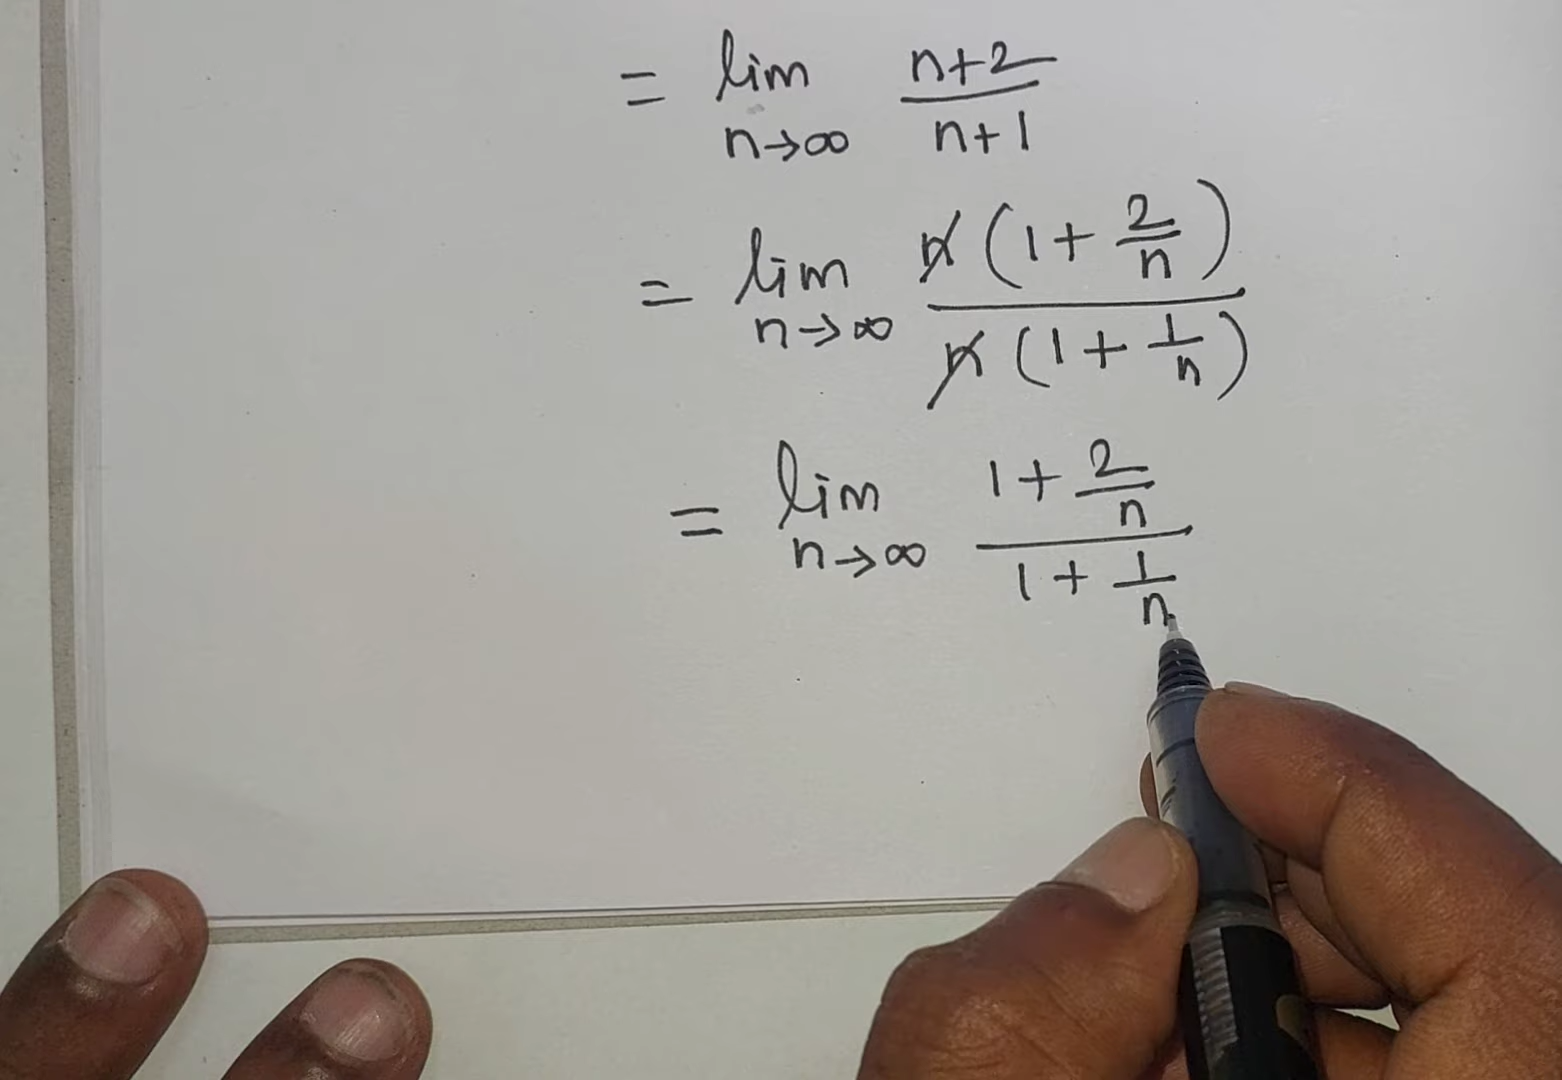 = lim n→∞ (n+2)/(n+1)
= lim n→∞ n(1 + 2/n) / n(1 + 1/n)
= lim n→∞ (1 + 2/n)/(1 + 1/n)